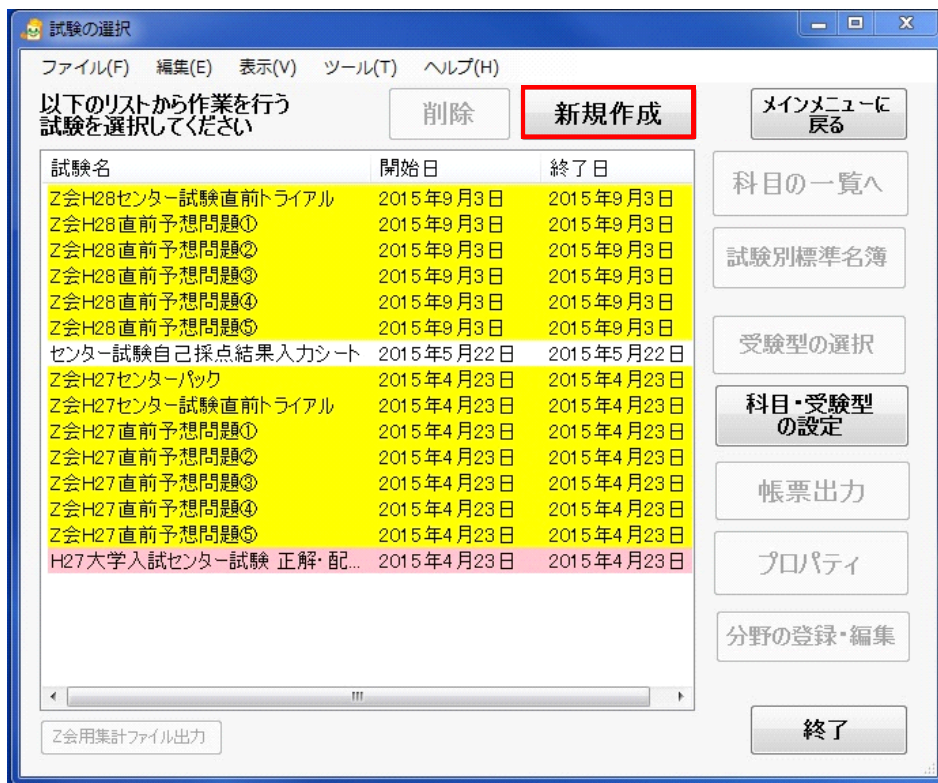 試験の選択
ファイル(F) 編集(E) 表示(V) ツール(T) ヘルプ(H)
以下のリストから作業を行う
試験を選択してください
削除
新規作成
メインメニューに
戻る
試験名 開始日 終了日
Z会H28センター試験直前トライアル 2015年9月3日 2015年9月3日
Z会H28直前予想問題① 2015年9月3日 2015年9月3日
Z会H28直前予想問題② 2015年9月3日 2015年9月3日
Z会H28直前予想問題③ 2015年9月3日 2015年9月3日
Z会H28直前予想問題④ 2015年9月3日 2015年9月3日
Z会H28直前予想問題⑤ 2015年9月3日 2015年9月3日
センター試験自己採点結果入力シート 2015年5月22日 2015年5月22日
Z会H27センターパック 2015年4月23日 2015年4月23日
Z会H27センター試験直前トライアル 2015年4月23日 2015年4月23日
Z会H27直前予想問題① 2015年4月23日 2015年4月23日
Z会H27直前予想問題② 2015年4月23日 2015年4月23日
Z会H27直前予想問題③ 2015年4月23日 2015年4月23日
Z会H27直前予想問題④ 2015年4月23日 2015年4月23日
Z会H27直前予想問題⑤ 2015年4月23日 2015年4月23日
H27大学入試センター試験 正解・配... 2015年4月23日 2015年4月23日
科目の一覧へ
試験別標準名簿
受験型の選択
科目・受験型
の設定
帳票出力
プロパティ
分野の登録・編集
Z会用集計ファイル出力
終了